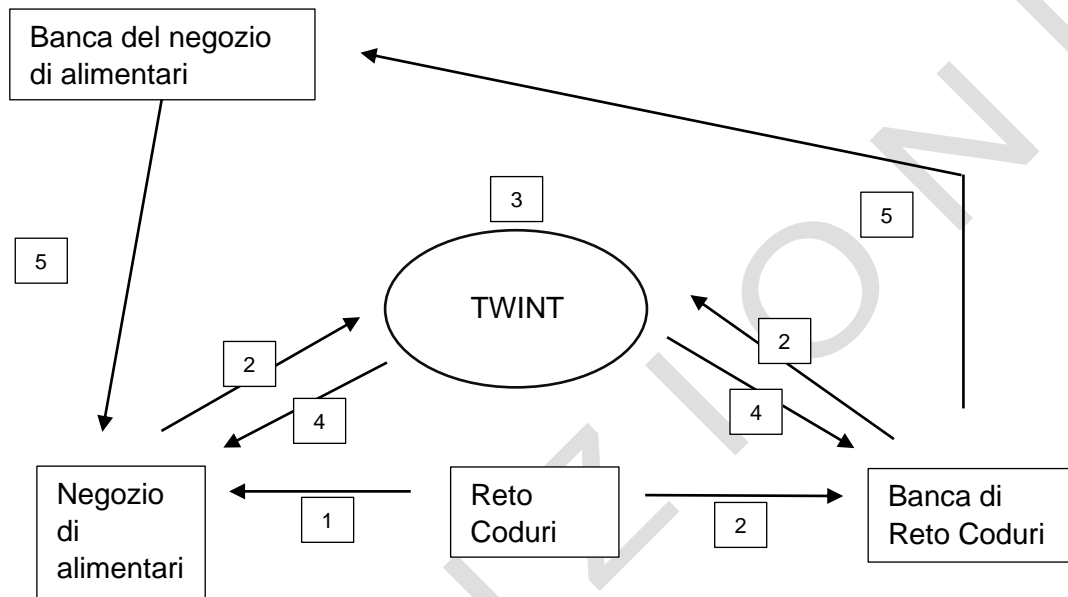 Banca del negozio
di alimentari
3
5
5
TWINT
2
2
4
4
Negozio
di
alimentari
1
Reto
Coduri
2
Banca di
Reto Coduri
ZION